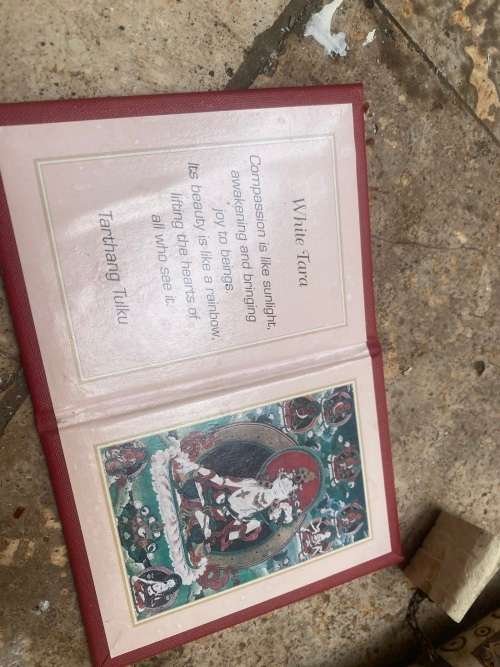 White Tara
Compassion is like sunlight,
awakening and bringing
joy to beings.
Its beauty is like a rainbow,
lifting the hearts of
all who see it.
Tarthang Tulku